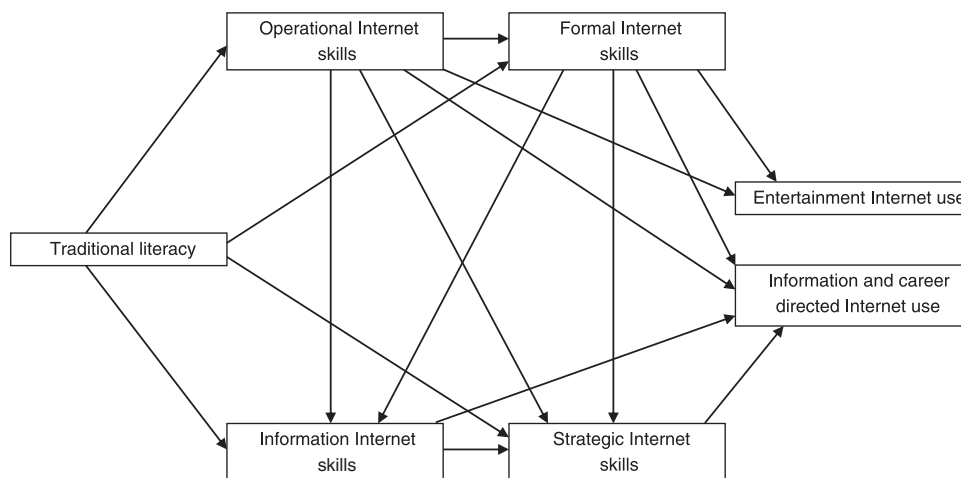 Operational Internet
skills
Formal Internet
skills
Entertainment Internet use
Traditional literacy
Information and career
directed Internet use
Information Internet
skills
Strategic Internet
skills